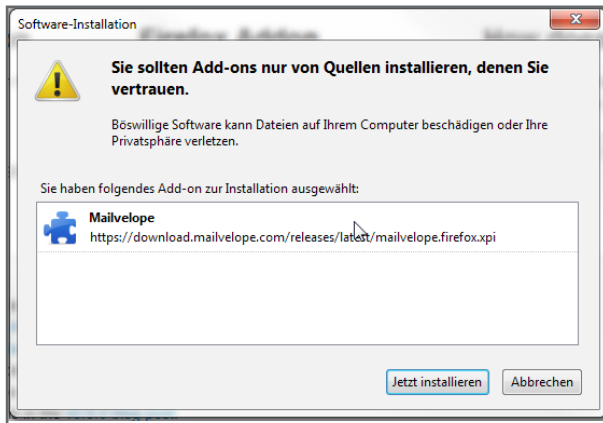 Software-Installation
Firefox Addon
Sie sollten Add-ons nur von Quellen installieren, denen Sie
vertrauen.
Böswillige Software kann Dateien auf Ihrem Computer beschädigen oder Ihre
Privatsphäre verletzen.
Sie haben folgendes Add-on zur Installation ausgewählt:
Mailvelope
https://download.mailvelope.com/releases/latest/mailvelope.firefox.xpi
Jetzt installieren
Abbrechen